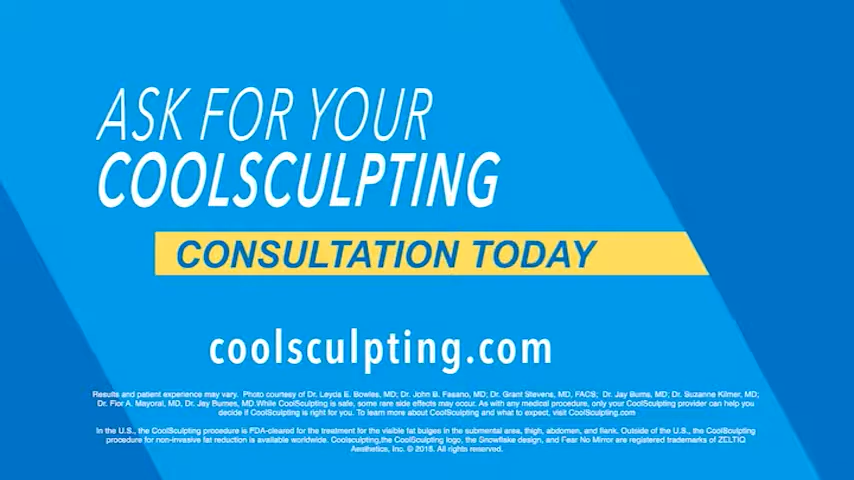 ASK FOR YOUR
COOLSCULPTING
CONSULTATION TODAY
coolsculpting.com
Results and patient experience may vary. Photo courtesy of Dr. Leycia E. Bowles, MD; Dr. John B. Fasano, MD; Dr. Grant Stevens, MD, FACS; Dr. Jay Burns, MD; Dr. Suzanne Kilmer, MD;
Dr. Flor A. Mayoral, MD, Dr. Jay Burnes, MD.While CoolSculpting is safe, some rare side effects may occur. As with any medical procedure, only your CoolSculpting provider can help you
decide if CoolSculpting is right for you. To learn more about CoolSculpting and what to expect, visit CoolSculpting.com
In the U.S., the CoolSculpting procedure is FDA-cleared for the treatment for the visible fat bulges in the submental area, thigh, abdomen, and flank. Outside of the U.S., the CoolSculpting
procedure for non-invasive fat reduction is available worldwide. Coolsculpting,the CoolSculpting logo, the Snowflake design, and Fear No Mirror are registered trademarks of ZELTIQ
Aesthetics, Inc. © 2015. All rights reserved.